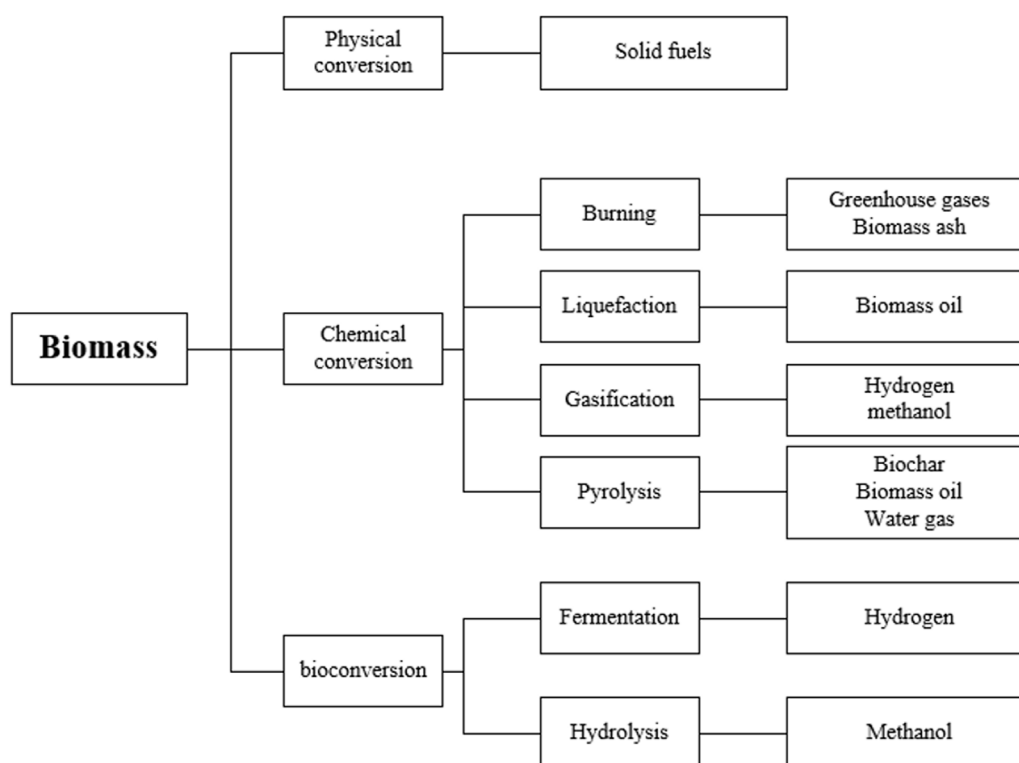 Physical
conversion
Solid fuels
Burning
Greenhouse gases
Biomass ash
Liquefaction
Biomass oil
Biomass
Chemical
conversion
Gasification
Hydrogen
methanol
Pyrolysis
Biochar
Biomass oil
Water gas
Fermentation
Hydrogen
bioconversion
Hydrolysis
Methanol